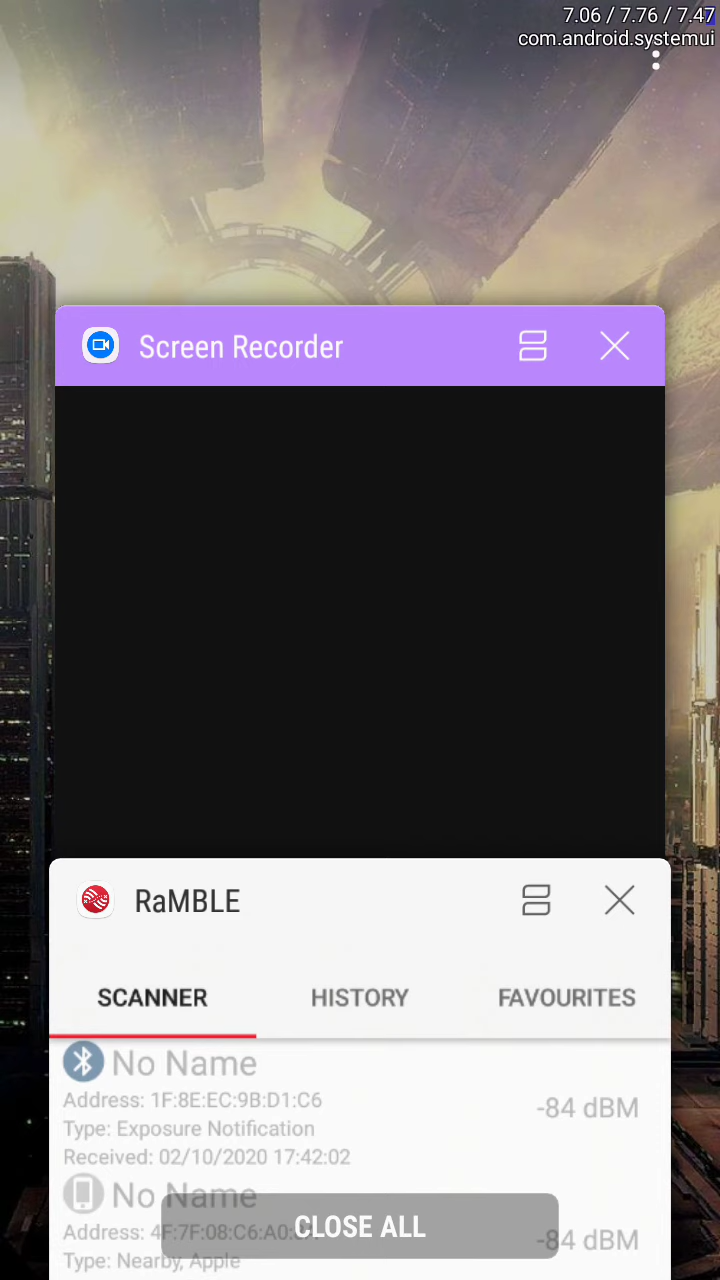 7.06 / 7.76 / 7.47
com.android.systemui
Screen Recorder
RaMBLE
SCANNER HISTORY FAVOURITES
No Name
Address: 1F:8E:EC:9B:D1:C6
-84 dBM
Type: Exposure Notification
Received: 02/10/2020 17:42:02
No Name
CLOSE ALL
Address: 4F:7F:08:C6:A0:
-84 dBM
Type: Nearby, Apple